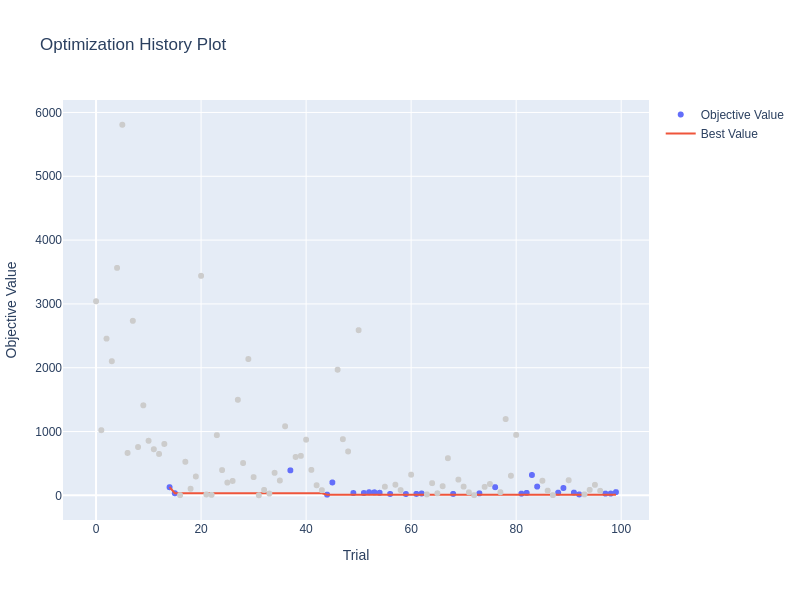 Optimization History Plot
Objective Value
Best Value
6000
5000
4000
3000
2000
1000
0
Objective Value
0
20
40
60
80
100
Trial